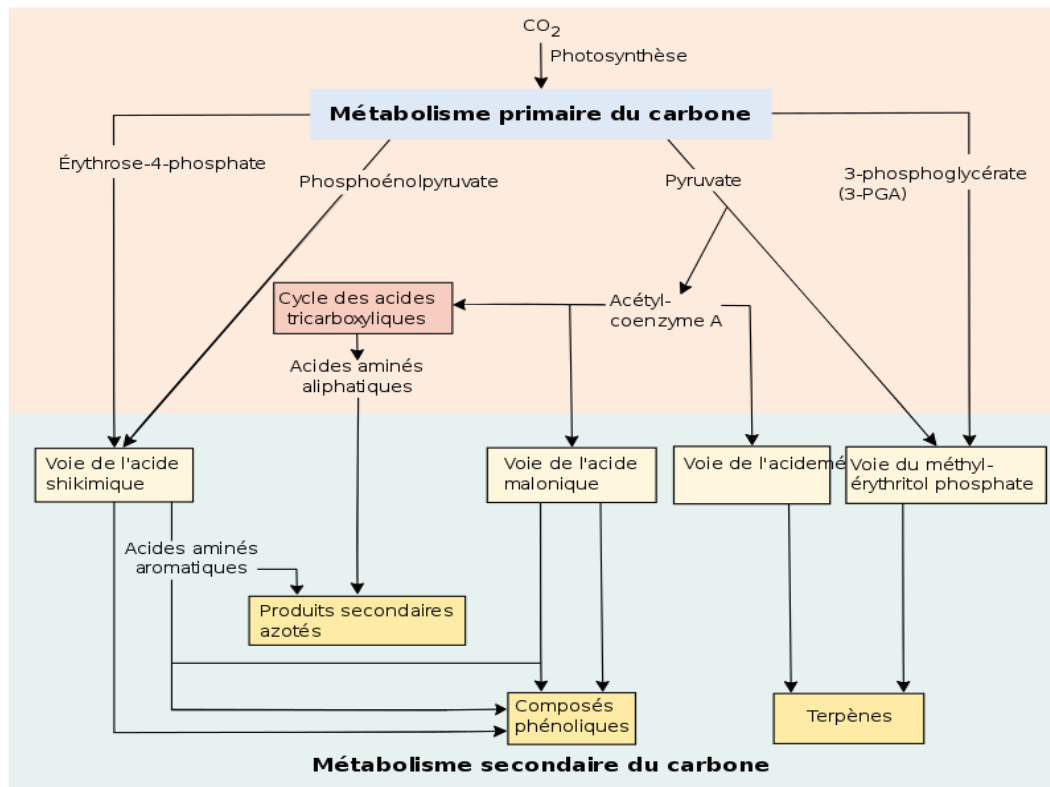 CO2
Photosynthèse
Métabolisme primaire du carbone
Érythrose-4-phosphate
Phosphoénolpyruvate
Pyruvate
3-phosphoglycérate
(3-PGA)
Cycle des acides
tricarboxyliques
Acétyl-
coenzyme A
Acides aminés
aliphatiques
Voie de l'acide
shikimique
Voie de l'acide
malonique
Voie de l'acidemé
Voie du méthyl-
érythritol phosphate
Acides aminés
aromatiques
Produits secondaires
azotés
Composés
phénoliques
Terpènes
Métabolisme secondaire du carbone